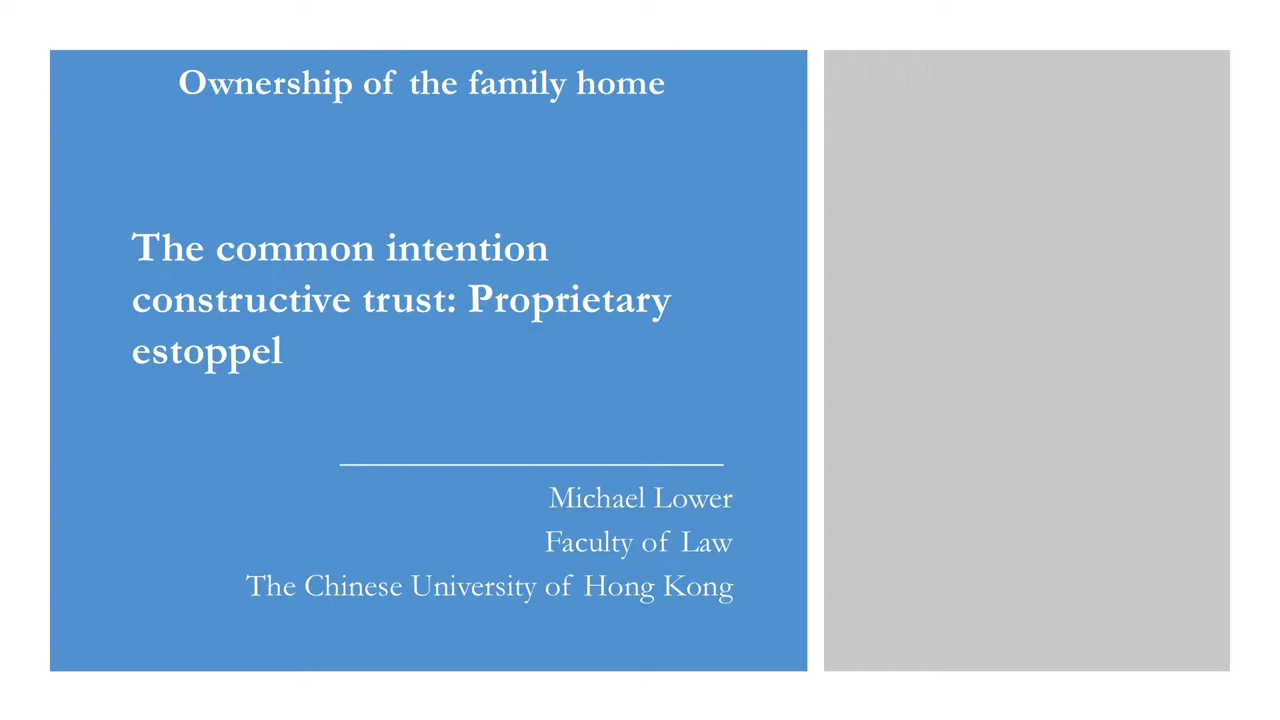 Ownership of the family home
The common intention
constructive trust: Proprietary
estoppel
Michael Lower
Faculty of Law
The Chinese University of Hong Kong